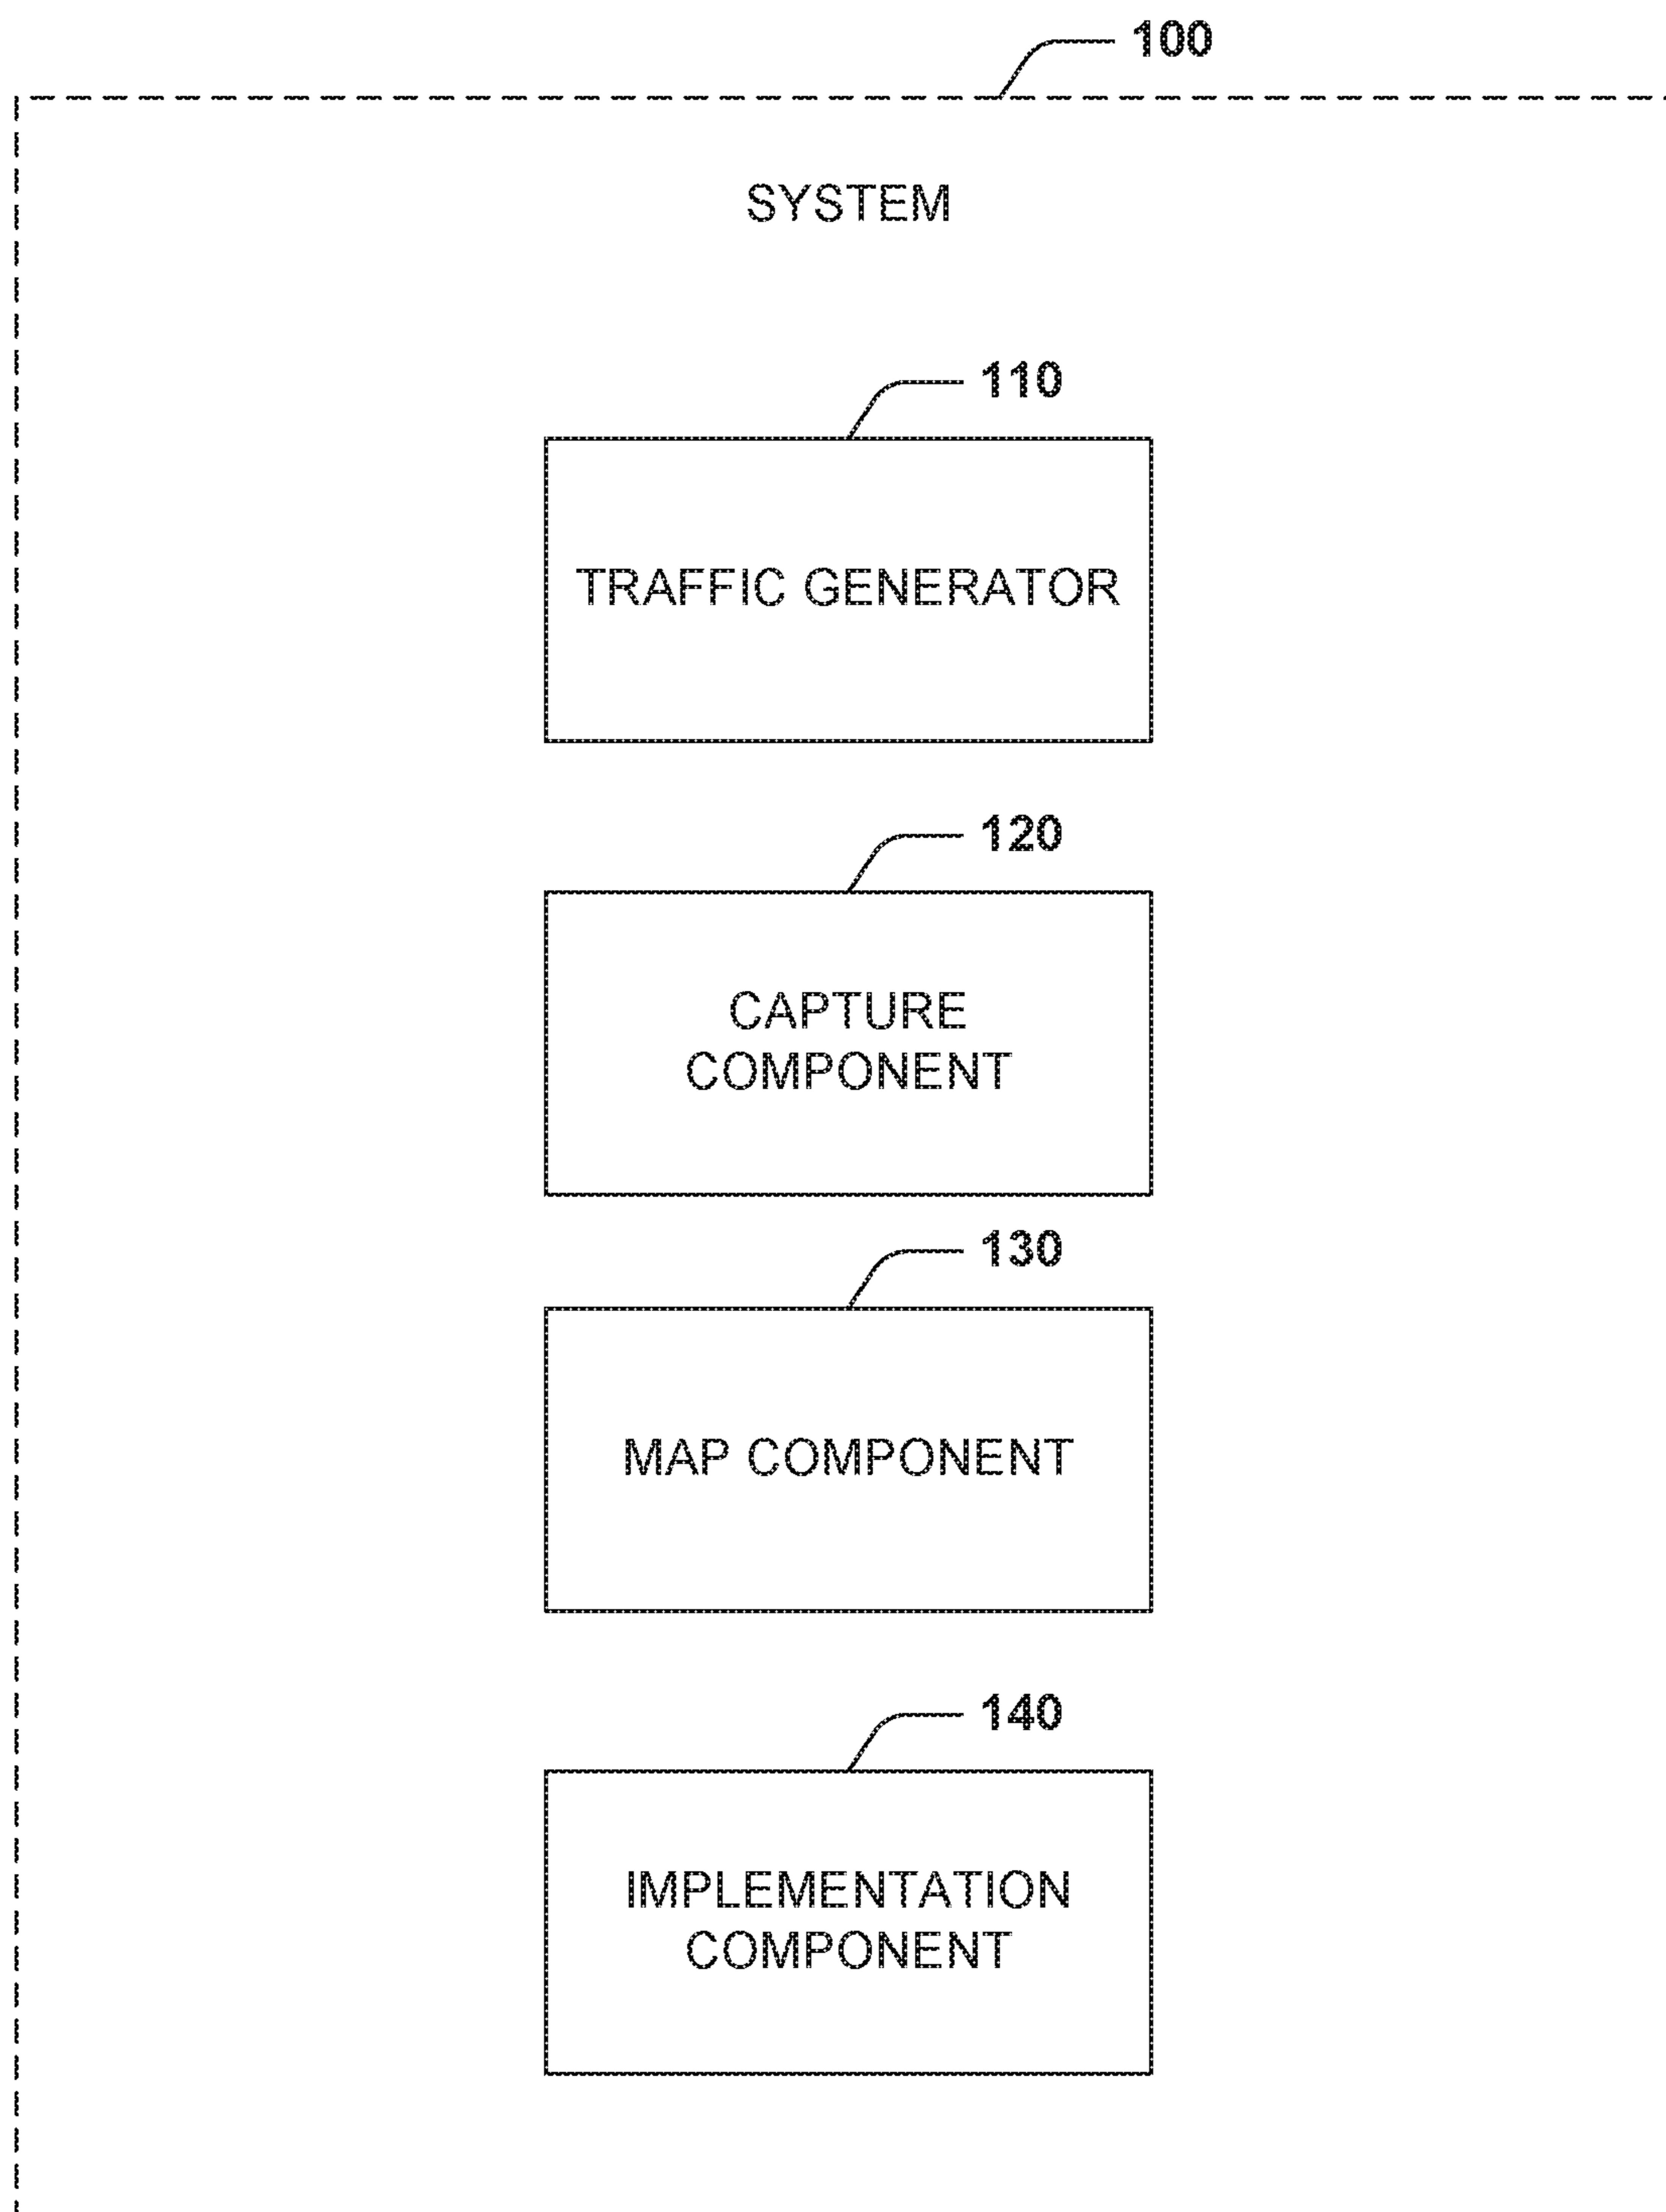 100
SYSTEM
110
TRAFFIC GENERATOR
120
CAPTURE
COMPONENT
130
MAP COMPONENT
140
IMPLEMENTATION
COMPONENT